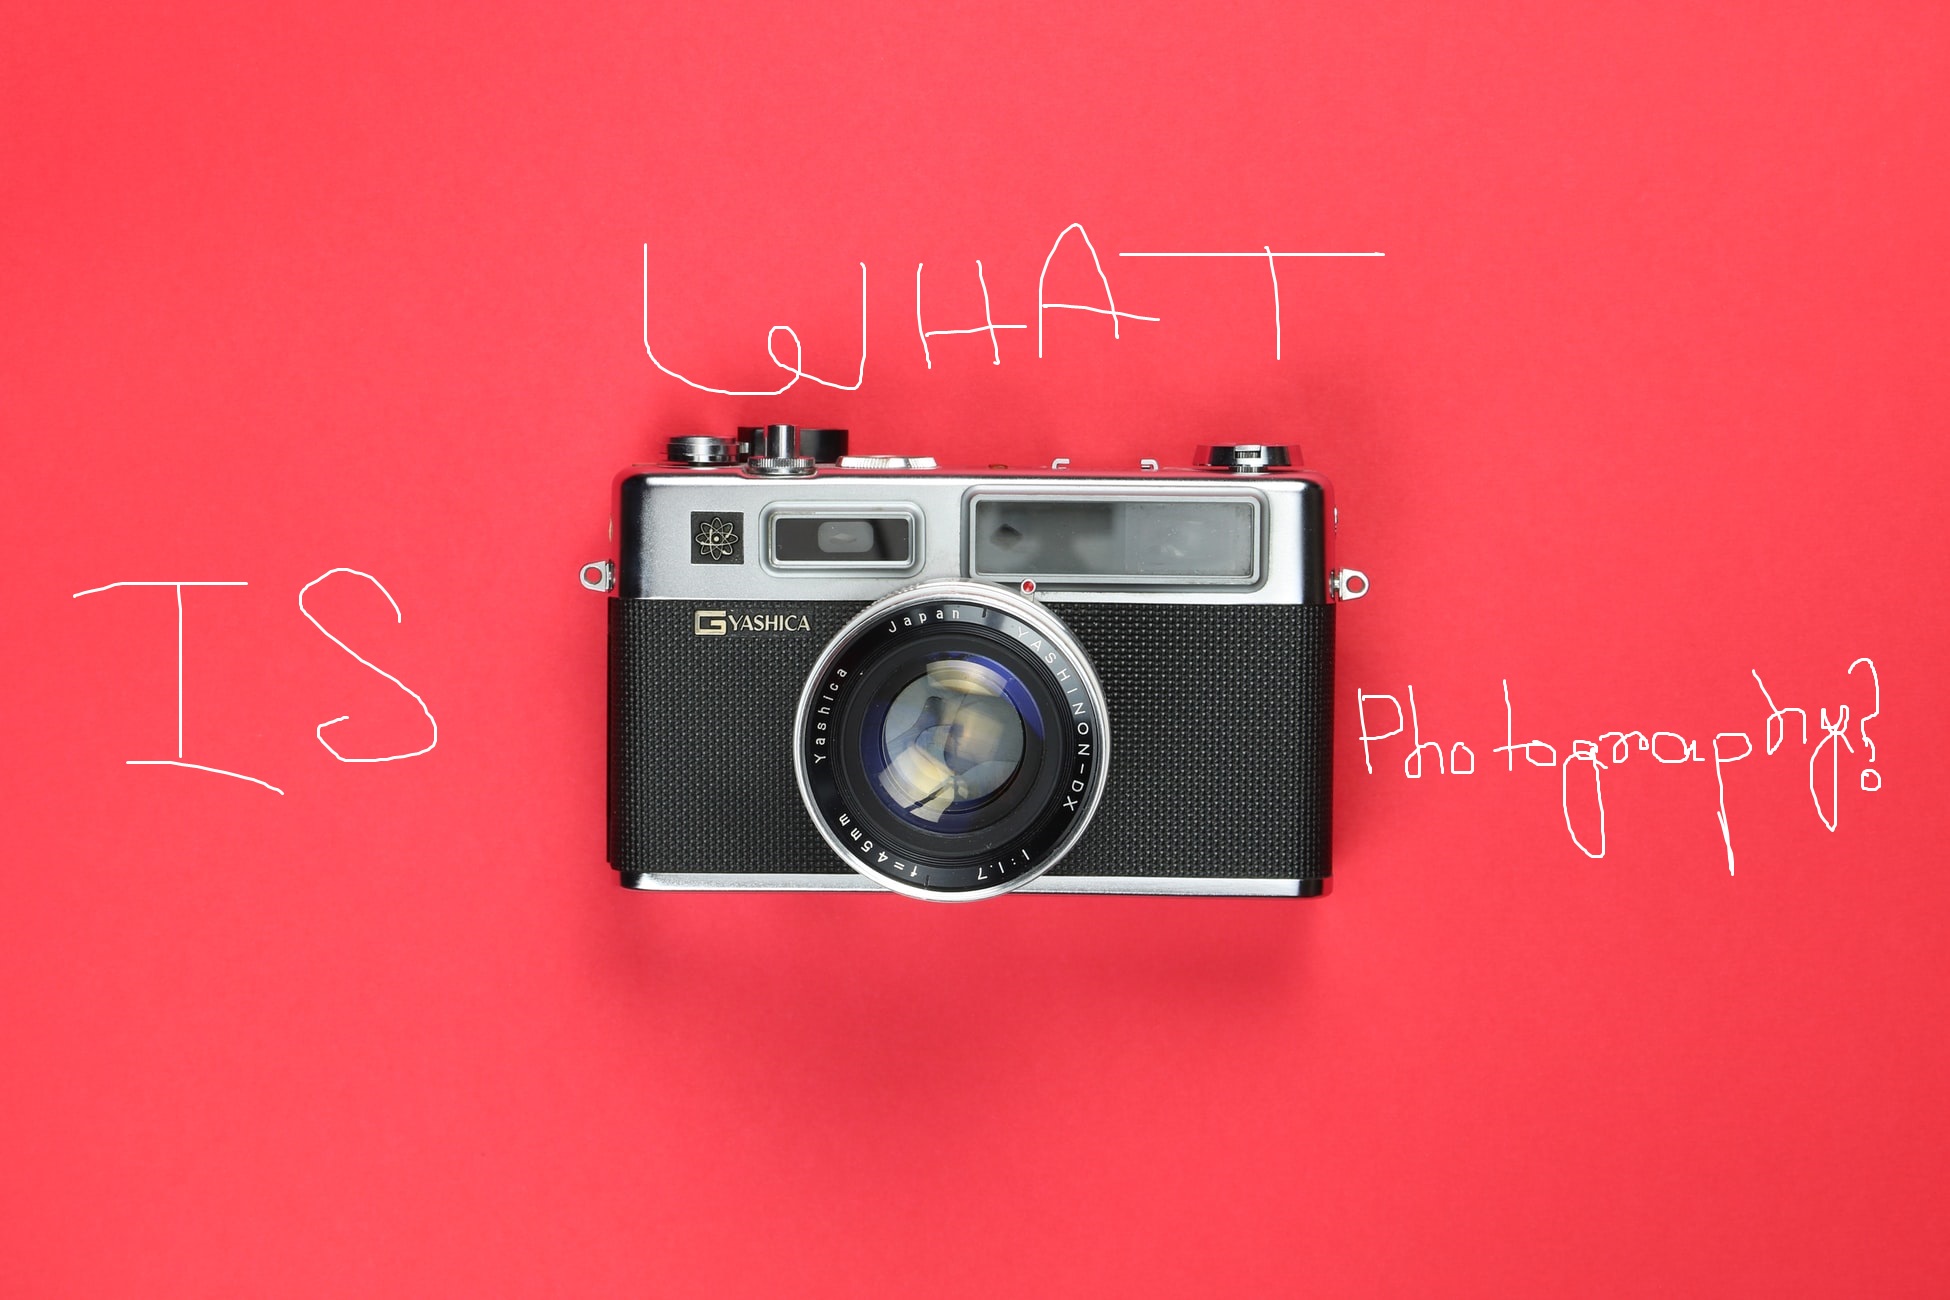 WHAT
IS
Photography?
G YASHICA
Yashica Japan YASHINON-DX 1:1.7 f=45mm